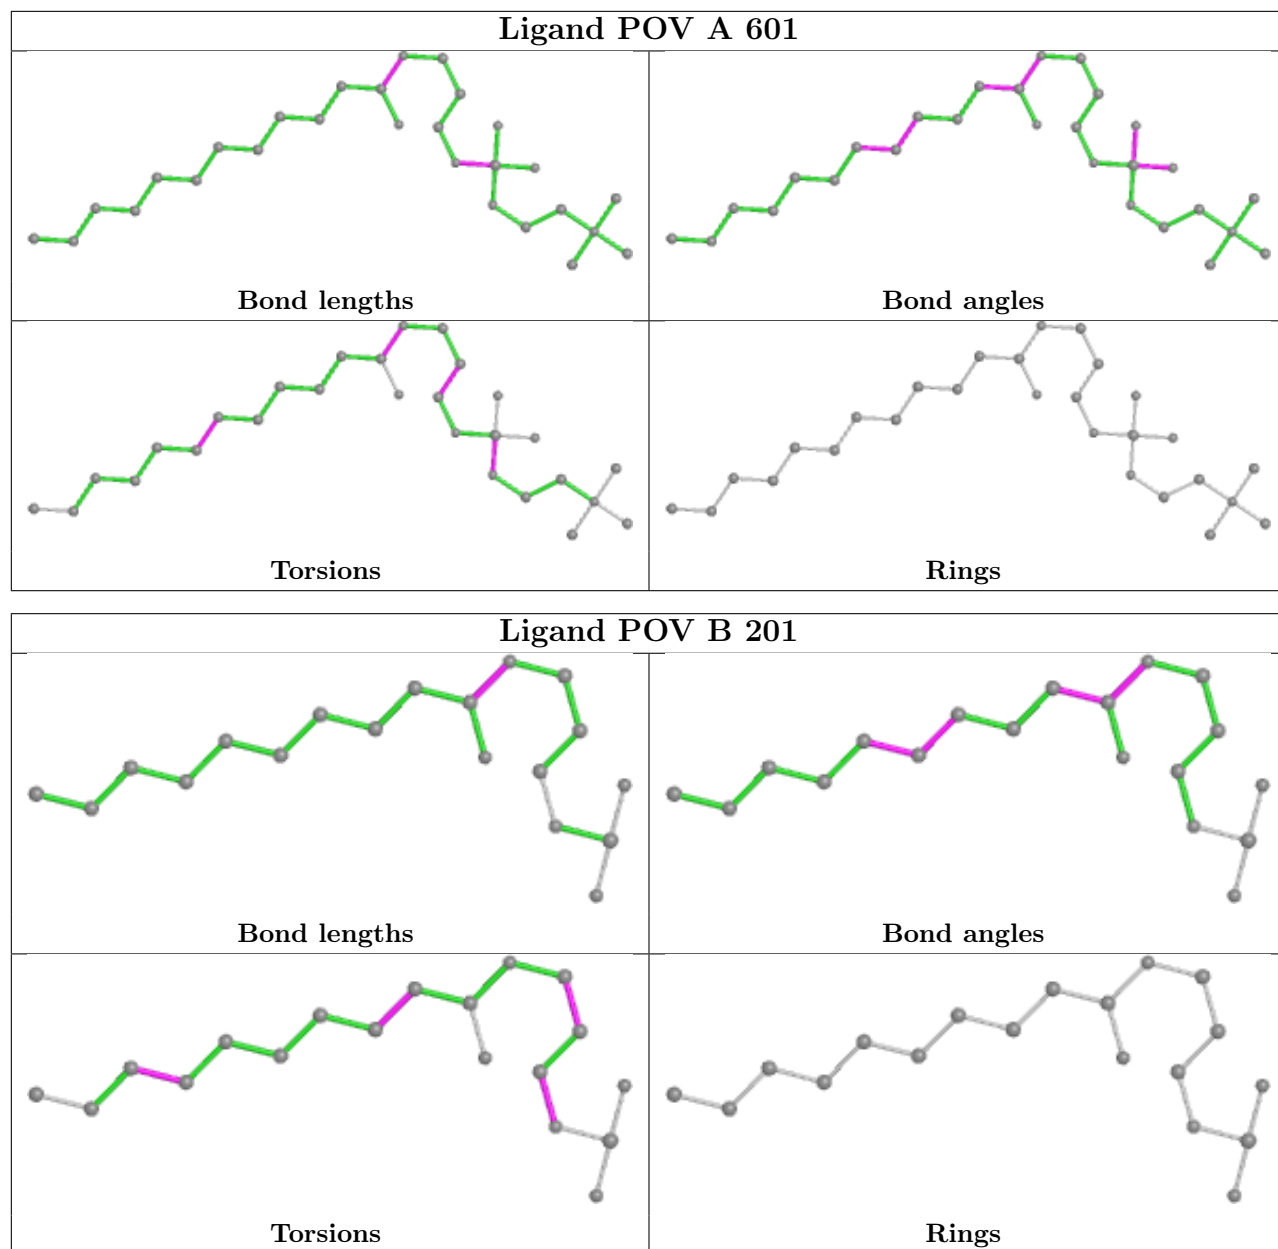 Ligand POV A 601
Bond lengths
Bond angles
Torsions
Rings
Ligand POV B 201
Bond lengths
Bond angles
Torsions
Rings